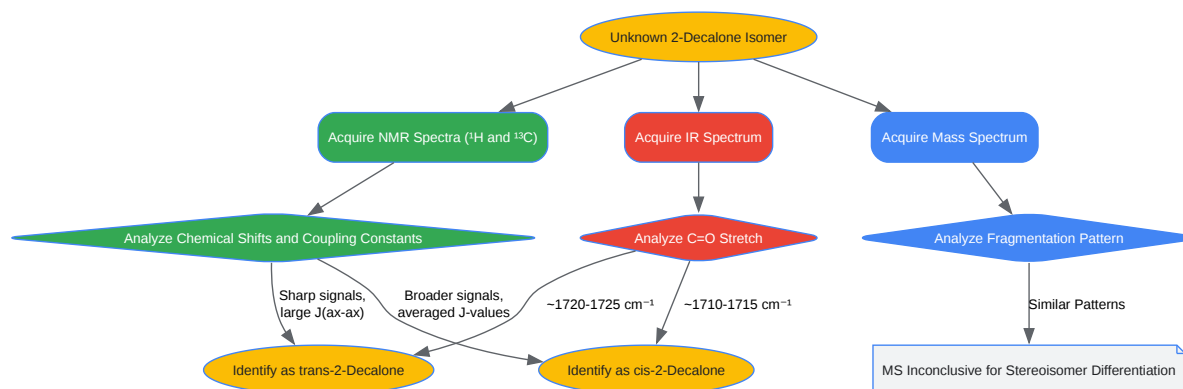 Unknown 2-Decalone Isomer
Acquire NMR Spectra (¹H and ¹³C)
Acquire IR Spectrum
Acquire Mass Spectrum
Analyze Chemical Shifts and Coupling Constants
Analyze C=O Stretch
Analyze Fragmentation Pattern
Sharp signals,
large J(ax-ax)
Broader signals,
averaged J-values
~1720-1725 cm⁻¹
~1710-1715 cm⁻¹
Similar Patterns
Identify as trans-2-Decalone
Identify as cis-2-Decalone
MS Inconclusive for Stereoisomer Differentiation